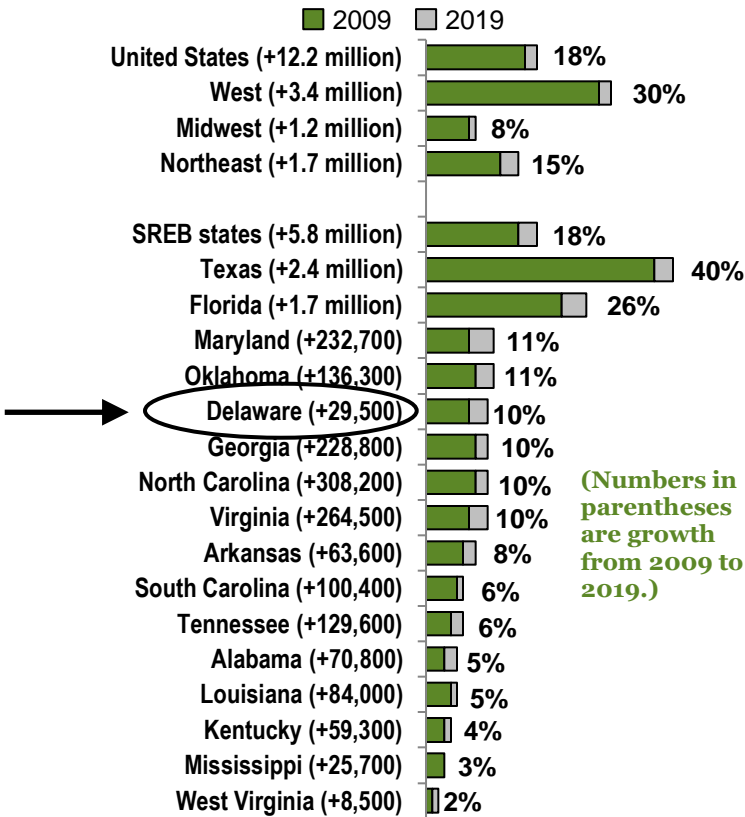 2009 2019
United States (+12.2 million) 18%
West (+3.4 million) 30%
Midwest (+1.2 million) 8%
Northeast (+1.7 million) 15%
SREB states (+5.8 million) 18%
Texas (+2.4 million) 40%
Florida (+1.7 million) 26%
Maryland (+232,700) 11%
Oklahoma (+136,300) 11%
Delaware (+29,500) 10%
Georgia (+228,800) 10%
North Carolina (+308,200) 10%
Virginia (+264,500) 10%
Arkansas (+63,600) 8%
South Carolina (+100,400) 6%
Tennessee (+129,600) 6%
Alabama (+70,800) 5%
Louisiana (+84,000) 5%
Kentucky (+59,300) 4%
Mississippi (+25,700) 3%
West Virginia (+8,500) 2%
(Numbers in
parentheses
are growth
from 2009 to
2019.)